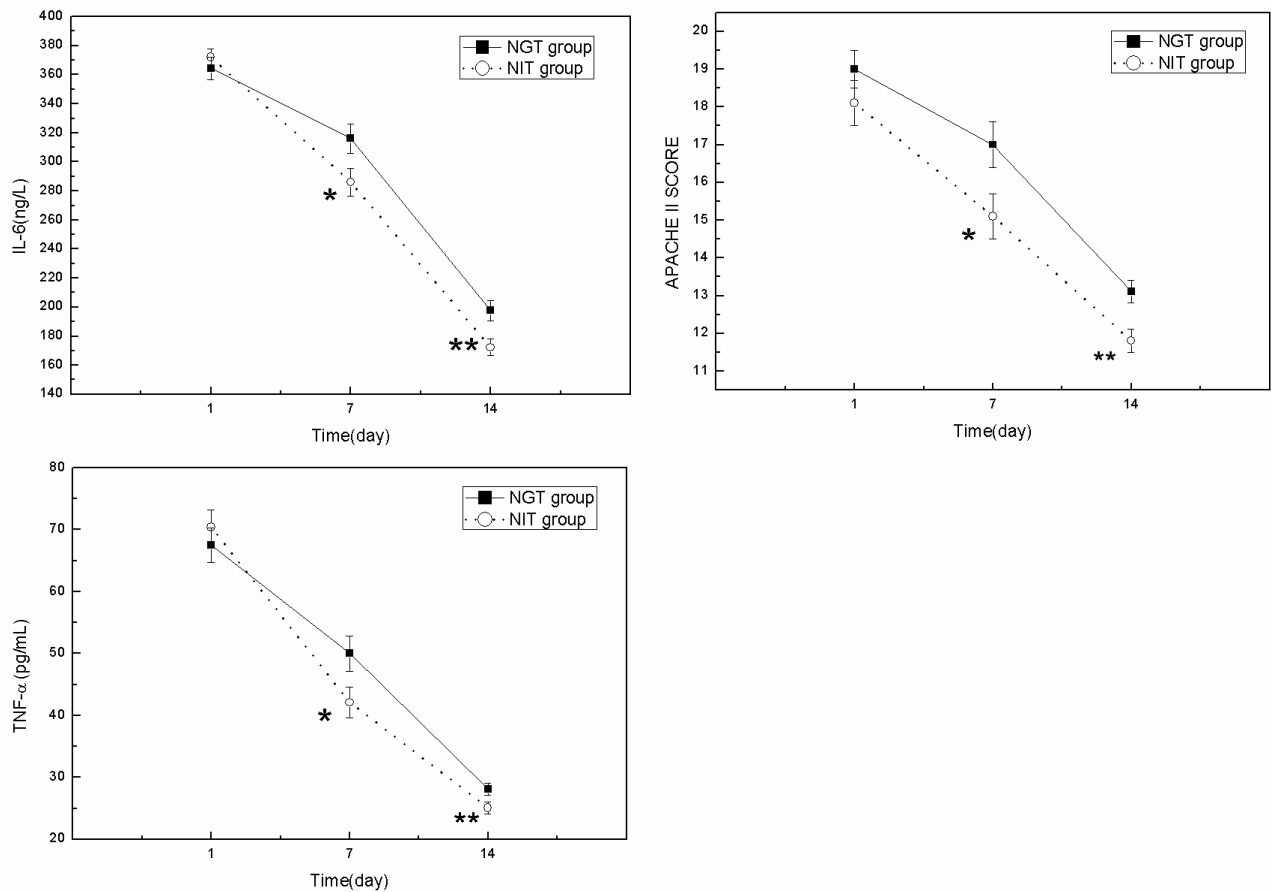 400
380
360
340
320
300
280
260
240
220
200
180
160
140
IL-6(ng/L)
NGT group
NIT group
*
**
1 7 14
Time(day)
20
19
18
17
16
15
14
13
12
11
APACHE II SCORE
NGT group
NIT group
*
**
1 7 14
Time(day)
80
70
60
50
40
30
20
TNF-α (pg/mL)
NGT group
NIT group
*
**
1 7 14
Time(day)